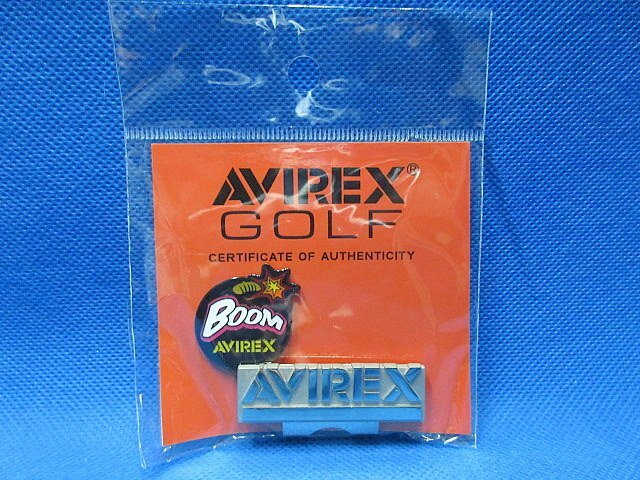 AVIREX®
GOLF
CERTIFICATE OF AUTHENTICITY
BOOM
AVIREX
AVIREX